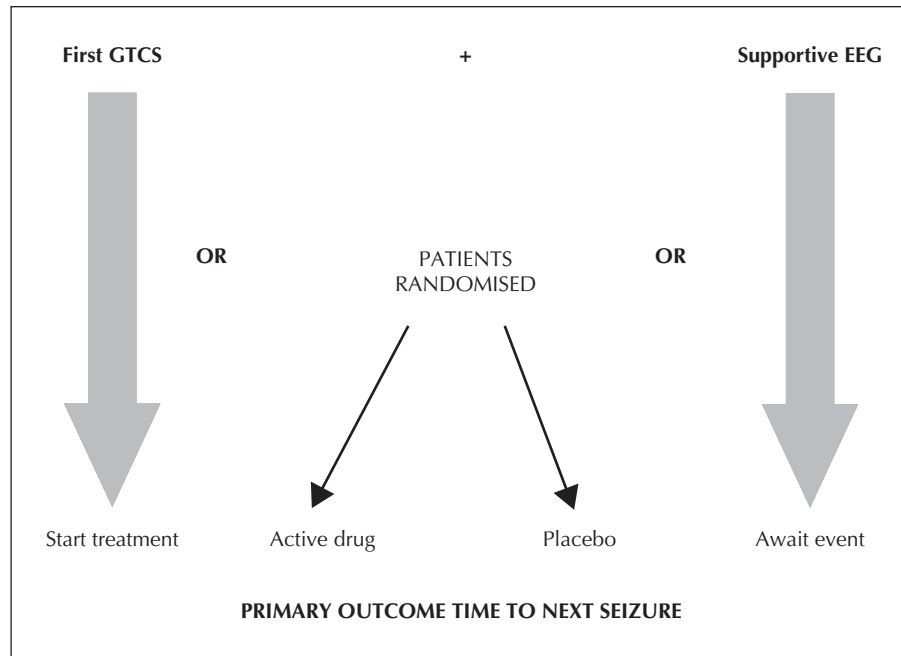 First GTCS + Supportive EEG
OR PATIENTS RANDOMISED OR
Start treatment Active drug Placebo Await event
PRIMARY OUTCOME TIME TO NEXT SEIZURE